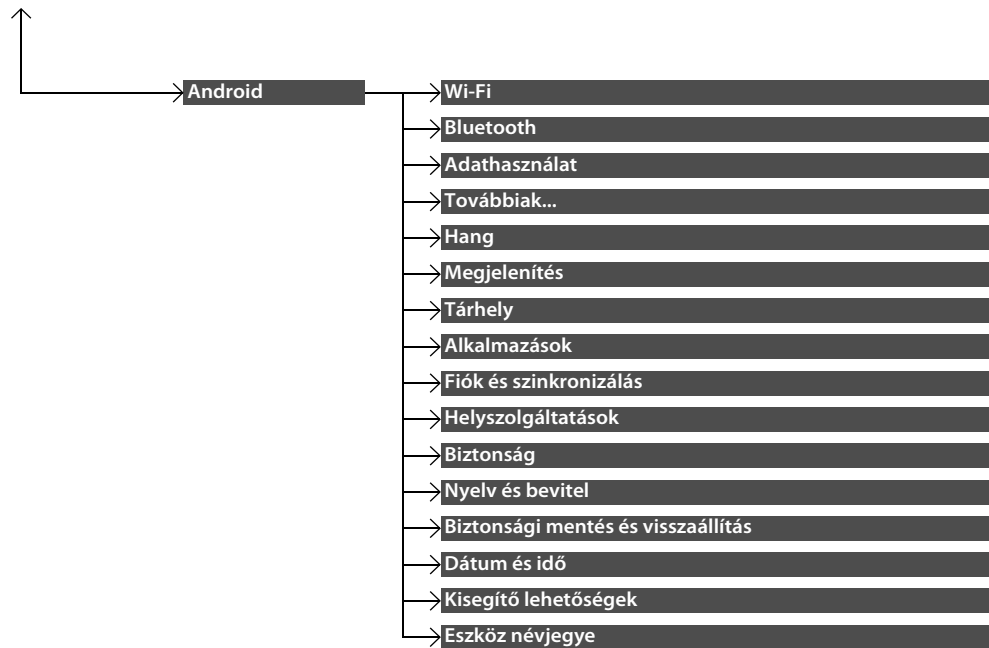 Android
Wi-Fi
Bluetooth
Adathasználat
Továbbiak...
Hang
Megjelenítés
Tárhely
Alkalmazások
Fiók és szinkronizálás
Helyszolgáltatások
Biztonság
Nyelv és bevitel
Biztonsági mentés és visszaállítás
Dátum és idő
Kisegítő lehetőségek
Eszköz névjegye